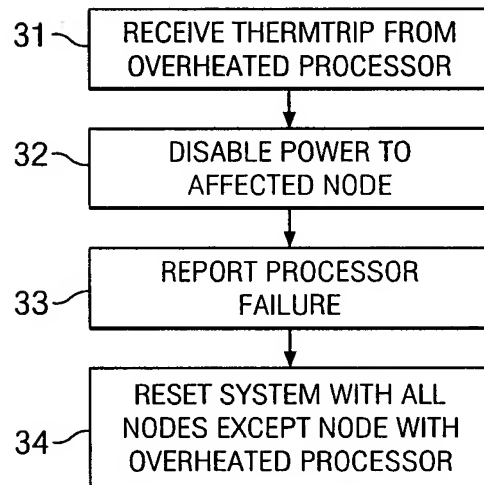 31
RECEIVE THERMTRIP FROM
OVERHEATED PROCESSOR
32
DISABLE POWER TO
AFFECTED NODE
33
REPORT PROCESSOR
FAILURE
34
RESET SYSTEM WITH ALL
NODES EXCEPT NODE WITH
OVERHEATED PROCESSOR